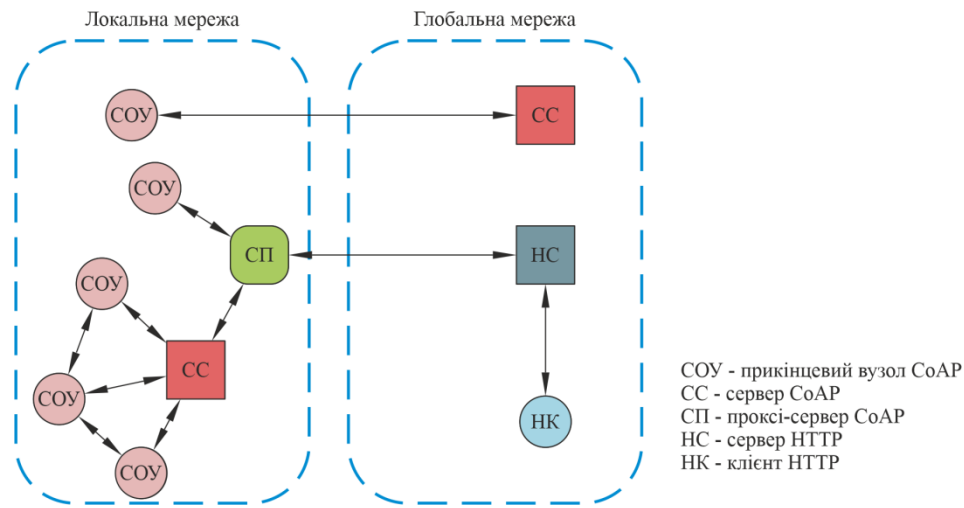 Локальна мережа
Глобальна мережа
СОУ
СС
СОУ
СП
НС
СОУ
СС
СОУ
НК
СОУ
СОУ - прикінцевий вузол CoAP
СС - сервер CoAP
СП - проксі-сервер CoAP
НС - сервер HTTP
НК - клієнт HTTP